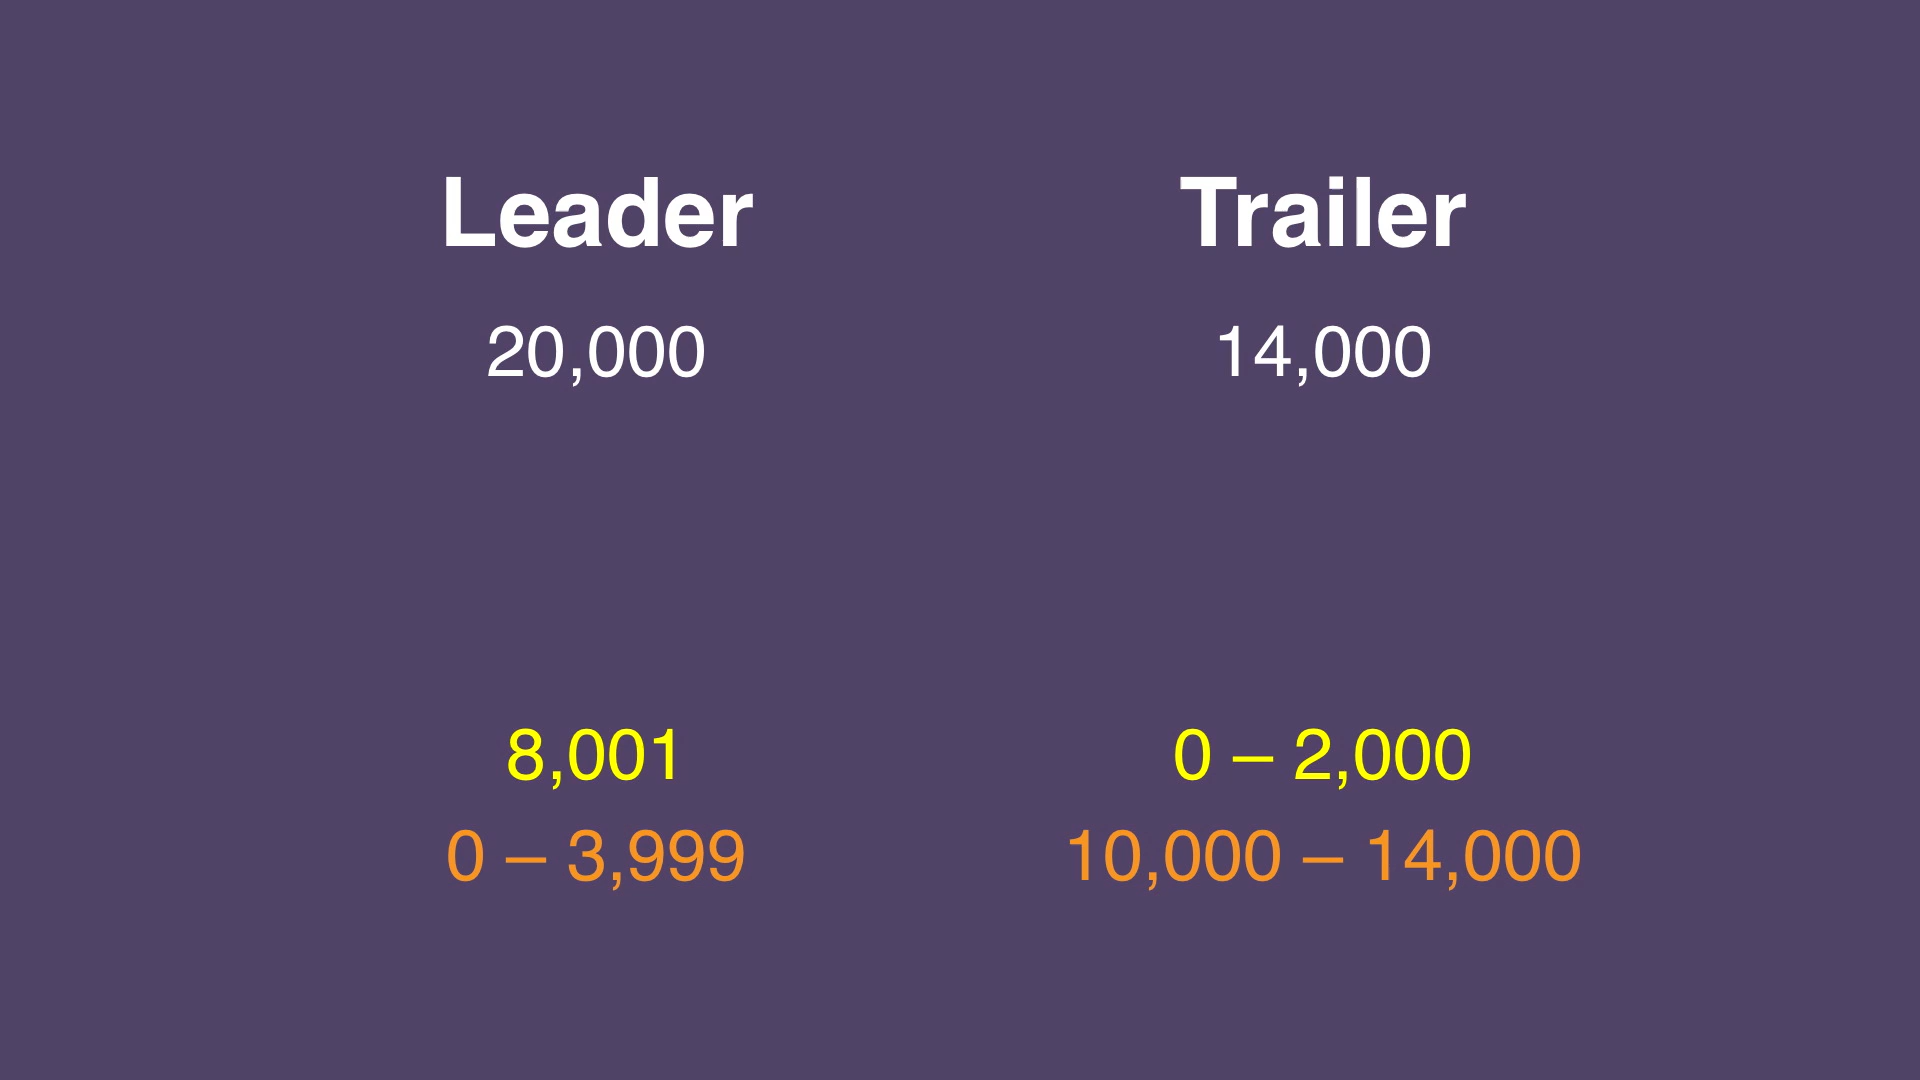 Leader Trailer
20,000 14,000
8,001 0 – 2,000
0 – 3,999 10,000 – 14,000